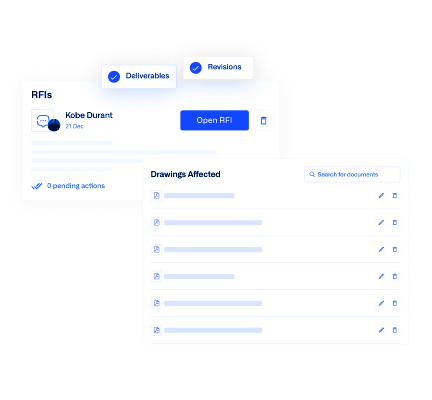 Deliverables
Revisions
RFIs
Kobe Durant
21 Dec
Open RFI
0 pending actions
Drawings Affected
Search for documents